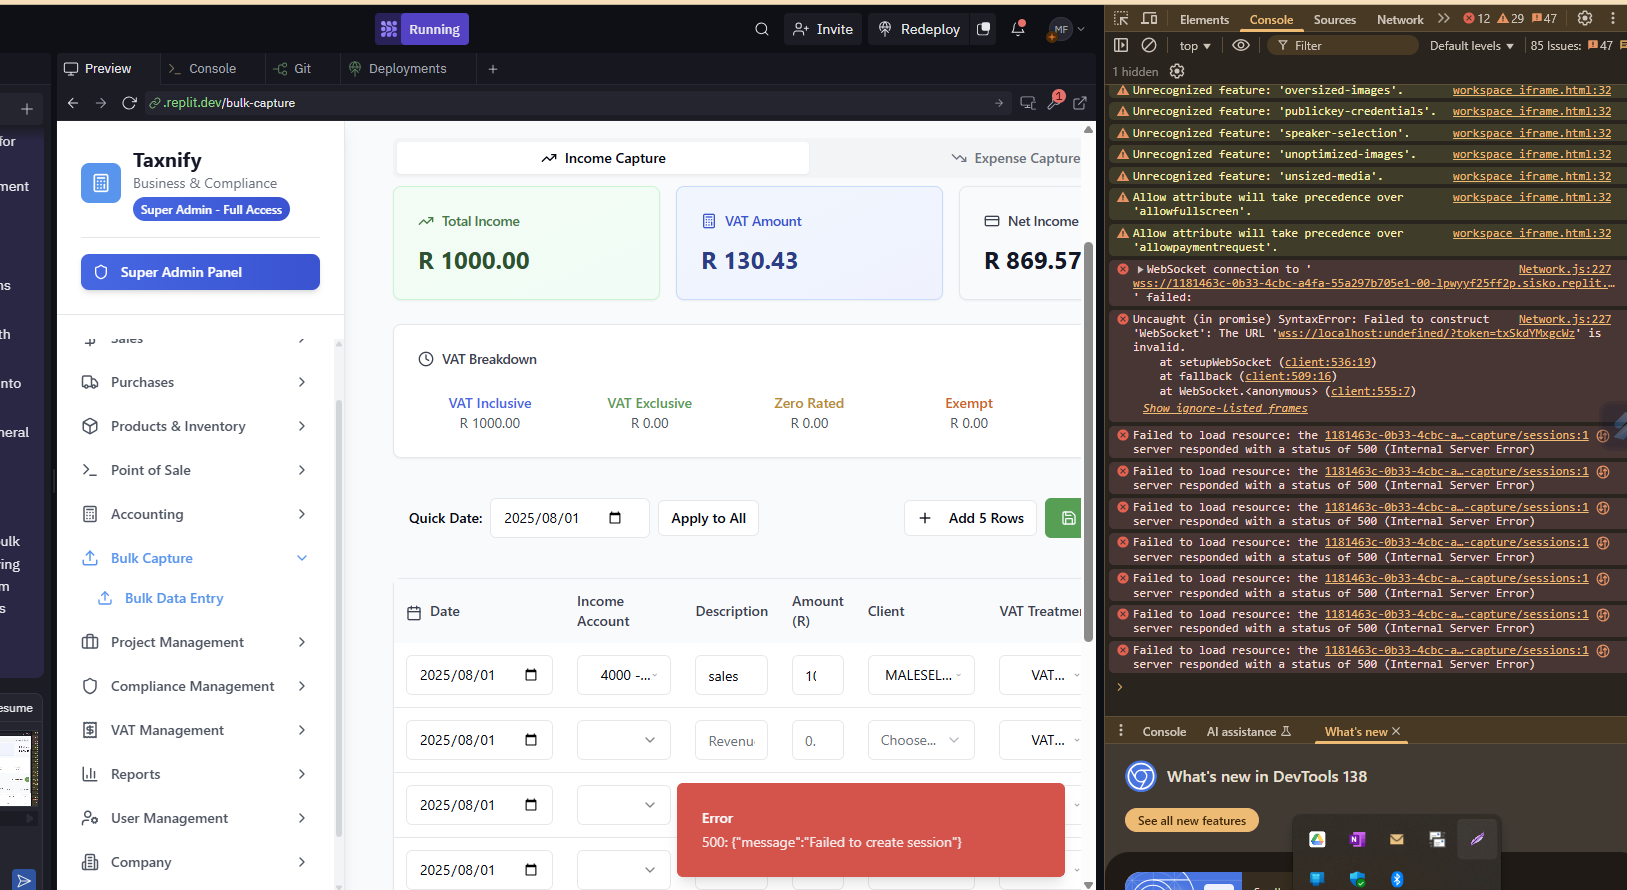 Running
Invite
Redeploy
MF
Preview
Console
Git
Deployments
.replit.dev/bulk-capture
1
for
ment
ns
th
nto
neral
ulk
ring
m
s
esume
Taxnify
Business & Compliance
Super Admin - Full Access
Super Admin Panel
Sales
Purchases
Products & Inventory
Point of Sale
Accounting
Bulk Capture
Bulk Data Entry
Project Management
Compliance Management
VAT Management
Reports
User Management
Company
Income Capture
Expense Capture
Total Income
R 1000.00
VAT Amount
R 130.43
Net Income
R 869.57
VAT Breakdown
VAT Inclusive
R 1000.00
VAT Exclusive
R 0.00
Zero Rated
R 0.00
Exempt
R 0.00
Quick Date:
2025/08/01
Apply to All
+ Add 5 Rows
Date
Income Account
Description
Amount (R)
Client
VAT Treatme
2025/08/01
4000 -...
sales
10
MALESEL...
VAT...
2025/08/01
Revenu
0.
Choose...
VAT...
2025/08/01
2025/08/01
Error
500: {"message":"Failed to create session"}
Elements
Console
Sources
Network
12
29
47
top
Filter
Default levels
85 Issues:
47
1 hidden
Unrecognized feature: 'oversized-images'. workspace iframe.html:32
Unrecognized feature: 'publickey-credentials'. workspace iframe.html:32
Unrecognized feature: 'speaker-selection'. workspace iframe.html:32
Unrecognized feature: 'unoptimized-images'. workspace iframe.html:32
Unrecognized feature: 'unsized-media'. workspace iframe.html:32
Allow attribute will take precedence over workspace iframe.html:32
'allowfullscreen'.
Allow attribute will take precedence over workspace iframe.html:32
'allowpaymentrequest'.
WebSocket connection to ' Network.js:227
wss://1181463c-0b33-4cbc-a4fa-55a297b705e1-00-lpwyyf25ff2p.sisko.replit.…
' failed:
Uncaught (in promise) SyntaxError: Failed to construct Network.js:227
'WebSocket': The URL 'wss://localhost:undefined/?token=txSkdYMxgcWz' is
invalid.
at setupWebSocket (client:536:19)
at fallback (client:509:16)
at WebSocket.<anonymous> (client:555:7)
Show ignore-listed frames
Failed to load resource: the 1181463c-0b33-4cbc-a…-capture/sessions:1
server responded with a status of 500 (Internal Server Error)
Failed to load resource: the 1181463c-0b33-4cbc-a…-capture/sessions:1
server responded with a status of 500 (Internal Server Error)
Failed to load resource: the 1181463c-0b33-4cbc-a…-capture/sessions:1
server responded with a status of 500 (Internal Server Error)
Failed to load resource: the 1181463c-0b33-4cbc-a…-capture/sessions:1
server responded with a status of 500 (Internal Server Error)
Failed to load resource: the 1181463c-0b33-4cbc-a…-capture/sessions:1
server responded with a status of 500 (Internal Server Error)
Failed to load resource: the 1181463c-0b33-4cbc-a…-capture/sessions:1
server responded with a status of 500 (Internal Server Error)
Failed to load resource: the 1181463c-0b33-4cbc-a…-capture/sessions:1
server responded with a status of 500 (Internal Server Error)
Console
AI assistance
What's new
What's new in DevTools 138
See all new features